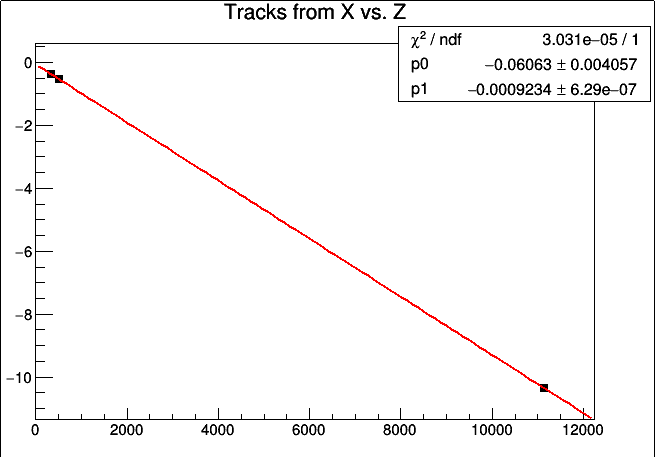 Tracks from X vs. Z
χ² / ndf 3.031e−05 / 1
p0 −0.06063 ± 0.004057
p1 −0.0009234 ± 6.29e−07
0
−2
−4
−6
−8
−10
0 2000 4000 6000 8000 10000 12000